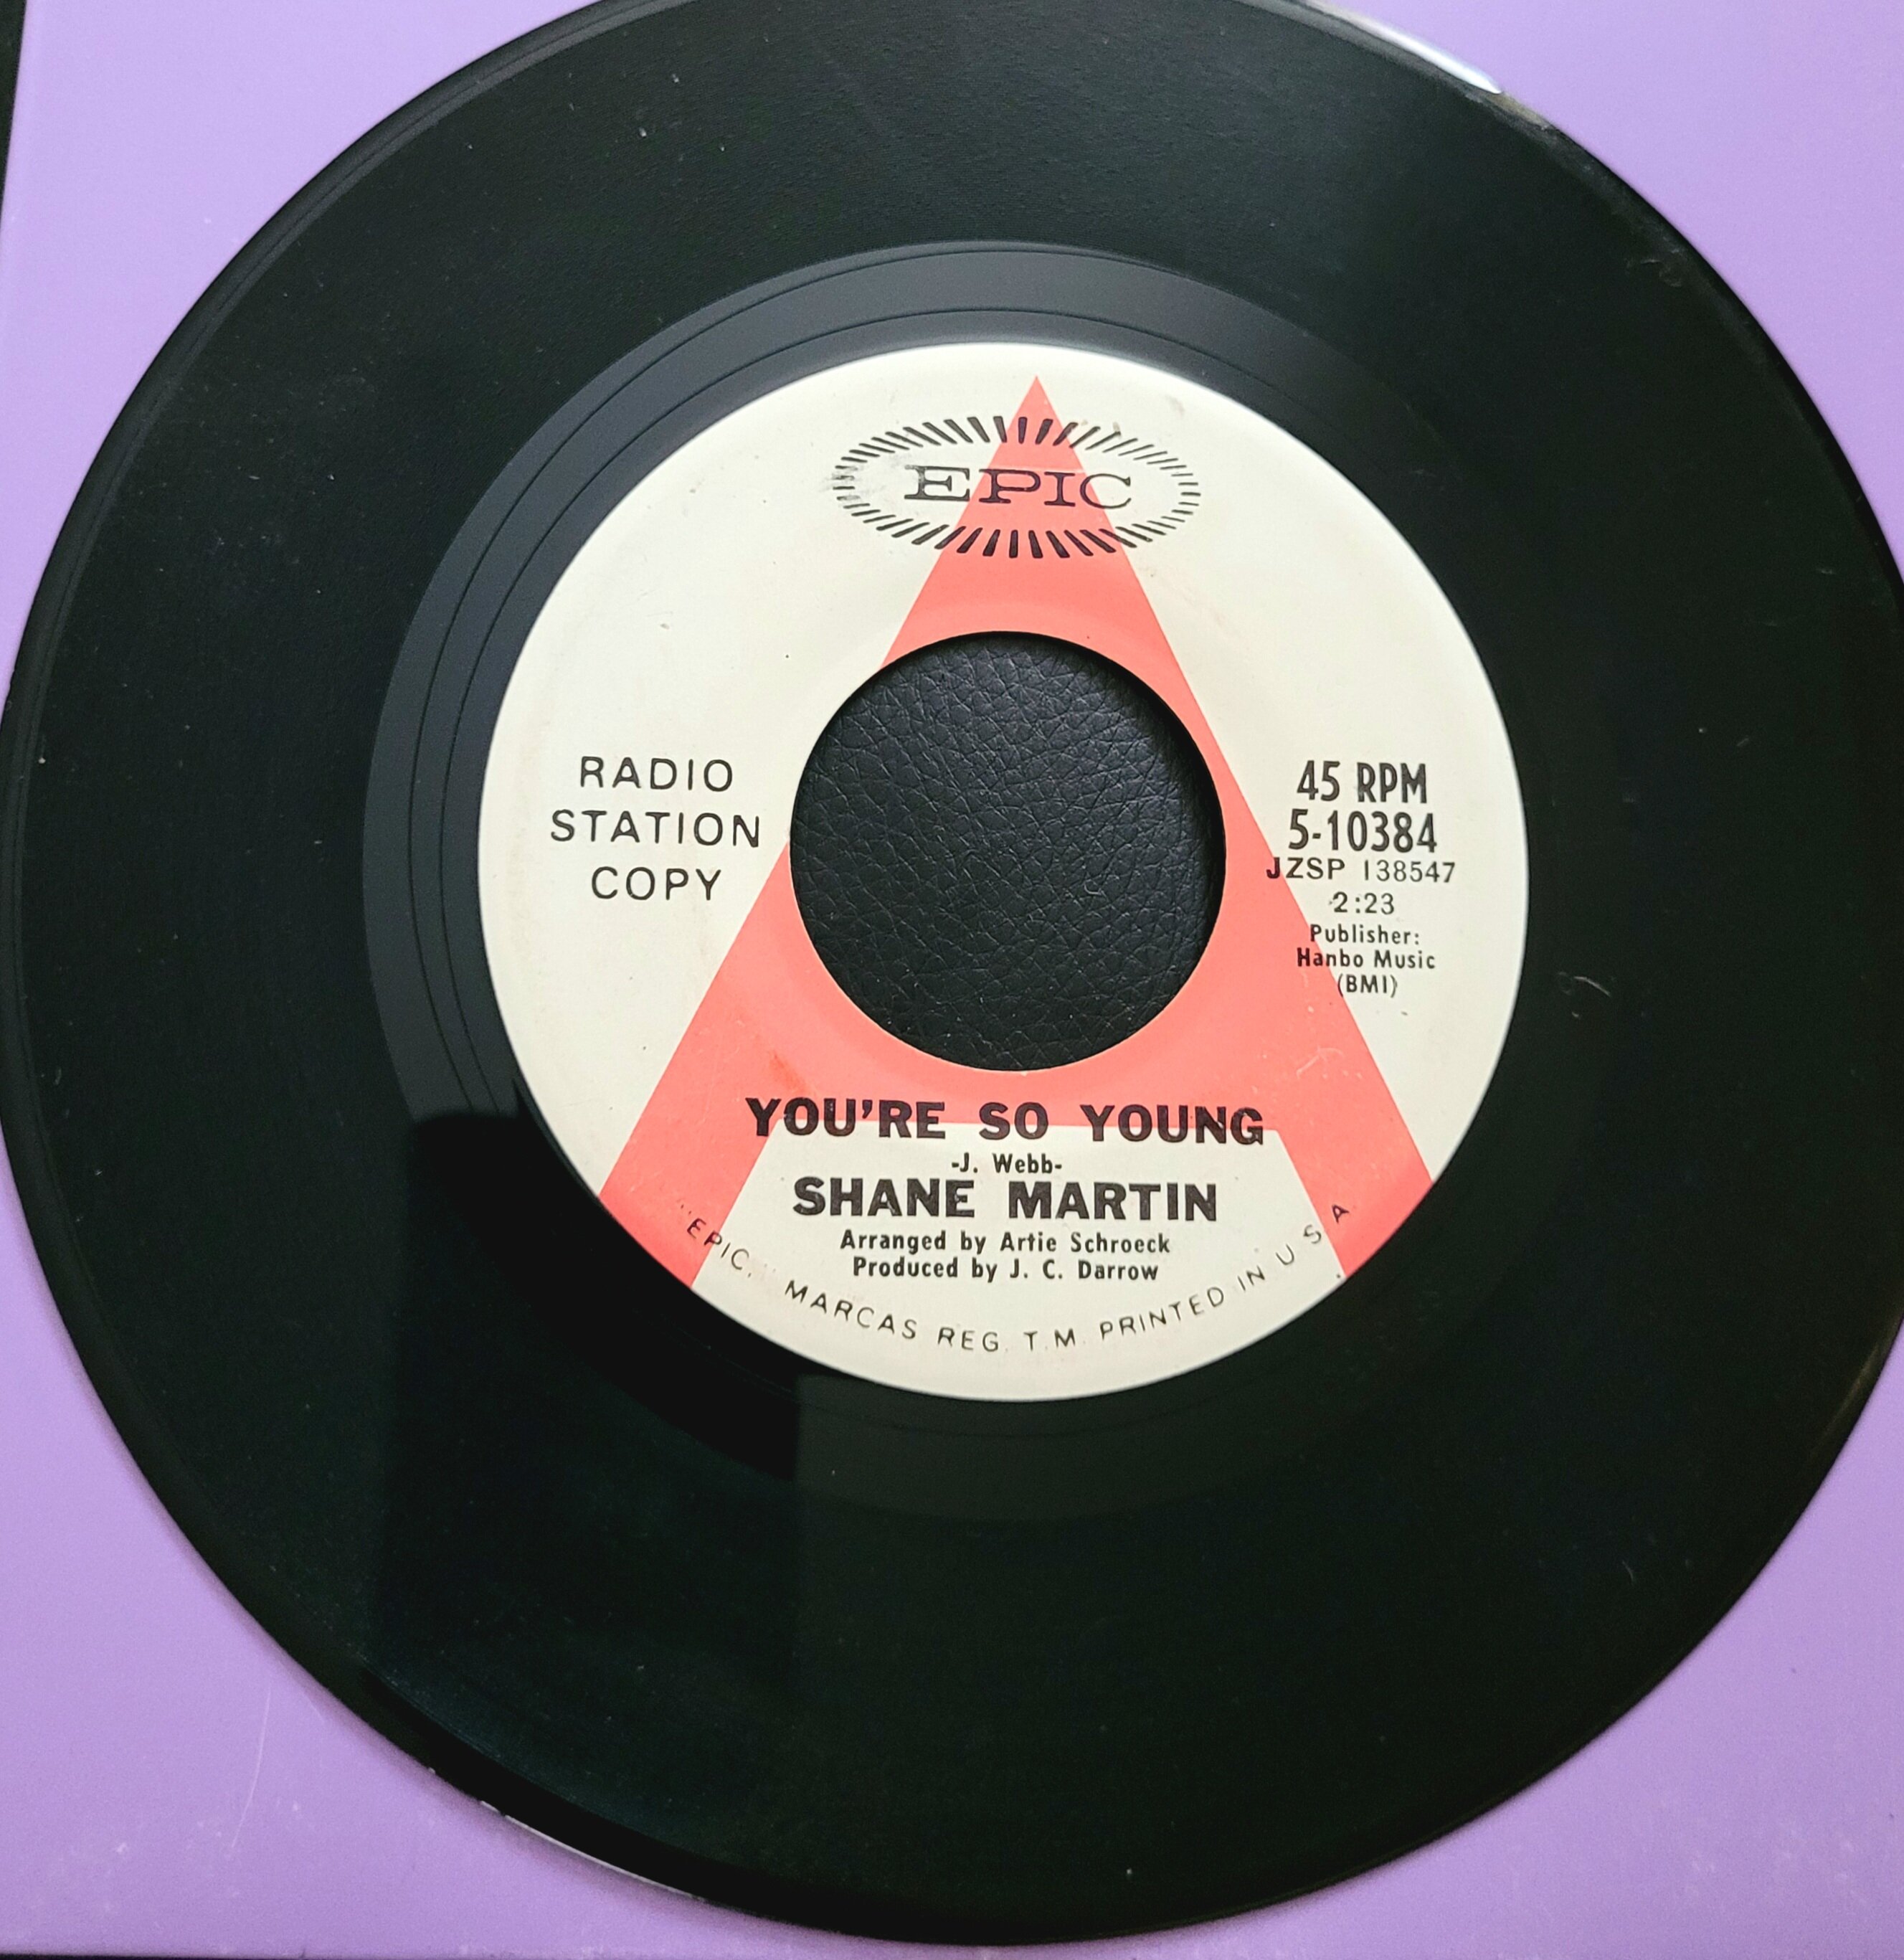 EPIC
RADIO
STATION
COPY
45 RPM
5-10384
JZSP 138547
2:23
Publisher:
Hanbo Music
(BMI)
YOU'RE SO YOUNG
-J. Webb-
SHANE MARTIN
Arranged by Artie Schroeck
Produced by J. C. Darrow
"EPIC," MARCAS REG. T.M. PRINTED IN U S A